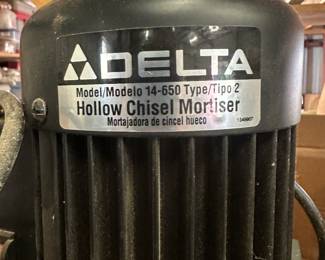 DELTA
Model/Modelo 14-650 Type/Tipo 2
Hollow Chisel Mortiser
Mortajadora de cincel hueco